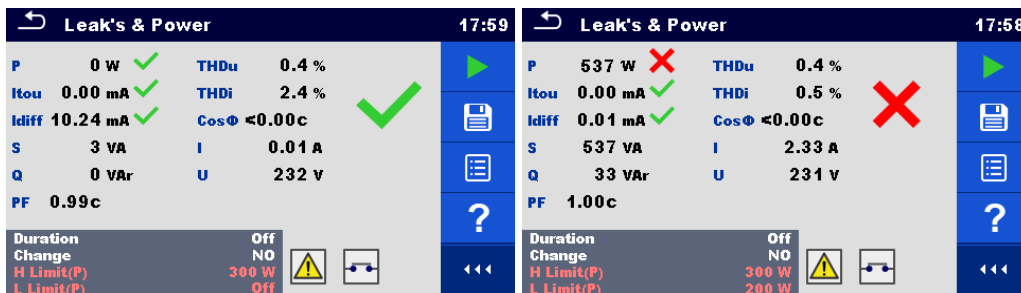 Leak's & Power 17:59
P 0 W THDu 0.4 %
Itou 0.00 mA THDi 2.4 %
Idiff 10.24 mA CosΦ <0.00c
S 3 VA I 0.01 A
Q 0 VAr U 232 V
PF 0.99c
?
Duration Off
Change NO
H Limit(P) 300 W
L Limit(P) Off
Leak's & Power 17:58
P 537 W THDu 0.4 %
Itou 0.00 mA THDi 0.5 %
Idiff 0.01 mA CosΦ <0.00c
S 537 VA I 2.33 A
Q 33 VAr U 231 V
PF 1.00c
?
Duration Off
Change NO
H Limit(P) 300 W
L Limit(P) 200 W